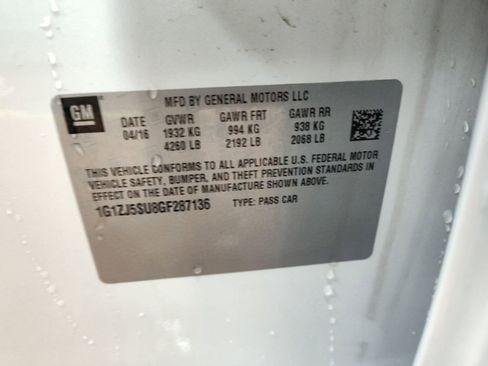 GM
MFD BY GENERAL MOTORS LLC
DATE GVWR GAWR FRT GAWR RR
04/16 1932 KG 994 KG 938 KG
4260 LB 2192 LB 2068 LB
THIS VEHICLE CONFORMS TO ALL APPLICABLE U.S. FEDERAL MOTOR
VEHICLE SAFETY, BUMPER, AND THEFT PREVENTION STANDARDS IN
EFFECT ON THE DATE OF MANUFACTURE SHOWN ABOVE.
1G1ZJ5SU8GF287136 TYPE: PASS CAR